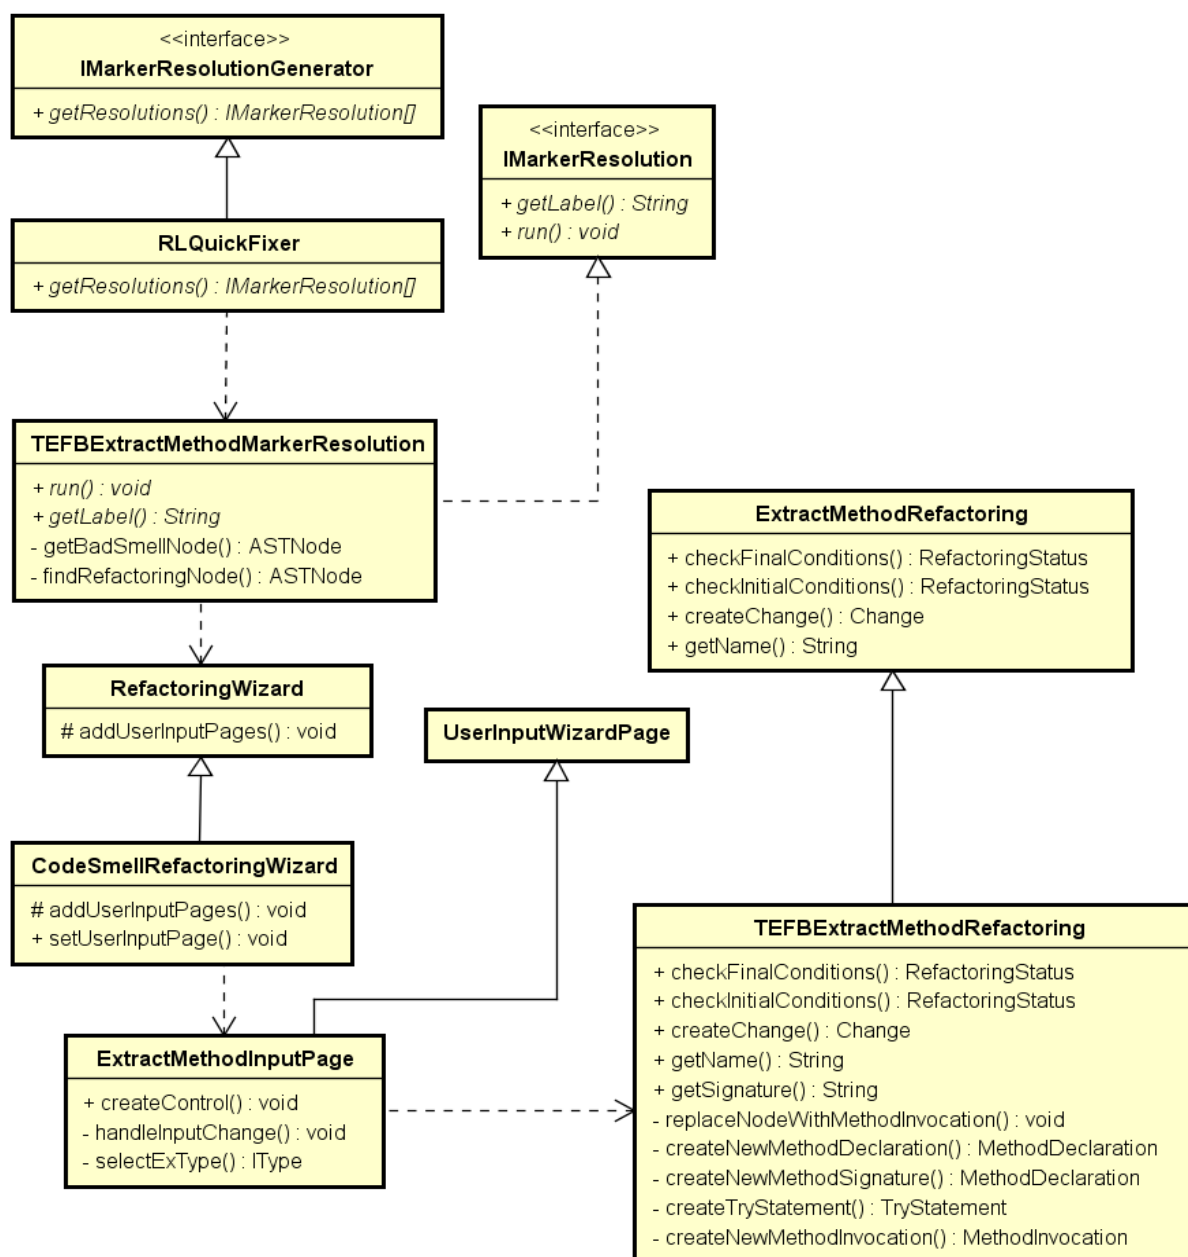 <<interface>>
IMarkerResolutionGenerator
+ getResolutions() : IMarkerResolution[]
<<interface>>
IMarkerResolution
+ getLabel() : String
+ run() : void
RLQuickFixer
+ getResolutions() : IMarkerResolution[]
TEFBExtractMethodMarkerResolution
+ run() : void
+ getLabel() : String
- getBadSmellNode() : ASTNode
- findRefactoringNode() : ASTNode
ExtractMethodRefactoring
+ checkFinalConditions() : RefactoringStatus
+ checkInitialConditions() : RefactoringStatus
+ createChange() : Change
+ getName() : String
RefactoringWizard
# addUserInputPages() : void
UserInputWizardPage
CodeSmellRefactoringWizard
# addUserInputPages() : void
+ setUserInputPage() : void
ExtractMethodInputPage
+ createControl() : void
- handleInputChange() : void
- selectExType() : IType
TEFBExtractMethodRefactoring
+ checkFinalConditions() : RefactoringStatus
+ checkInitialConditions() : RefactoringStatus
+ createChange() : Change
+ getName() : String
+ getSignature() : String
- replaceNodeWithMethodInvocation() : void
- createNewMethodDeclaration() : MethodDeclaration
- createNewMethodSignature() : MethodDeclaration
- createTryStatement() : TryStatement
- createNewMethodInvocation() : MethodInvocation